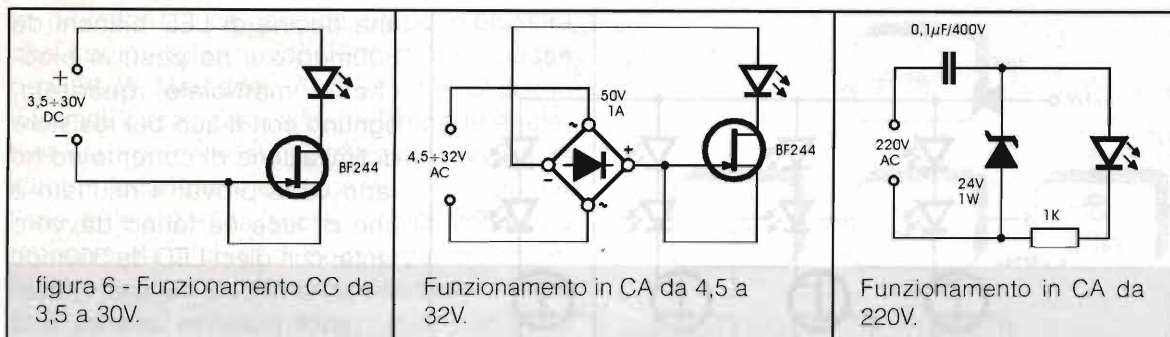 +
3,5÷30V
DC
−
BF244
figura 6 - Funzionamento CC da
3,5 a 30V.
4,5÷32V
AC
50V
1A
~
−
+
~
BF244
Funzionamento in CA da 4,5 a
32V.
0,1µF/400V
220V
AC
24V
1W
1K
Funzionamento in CA da
220V.